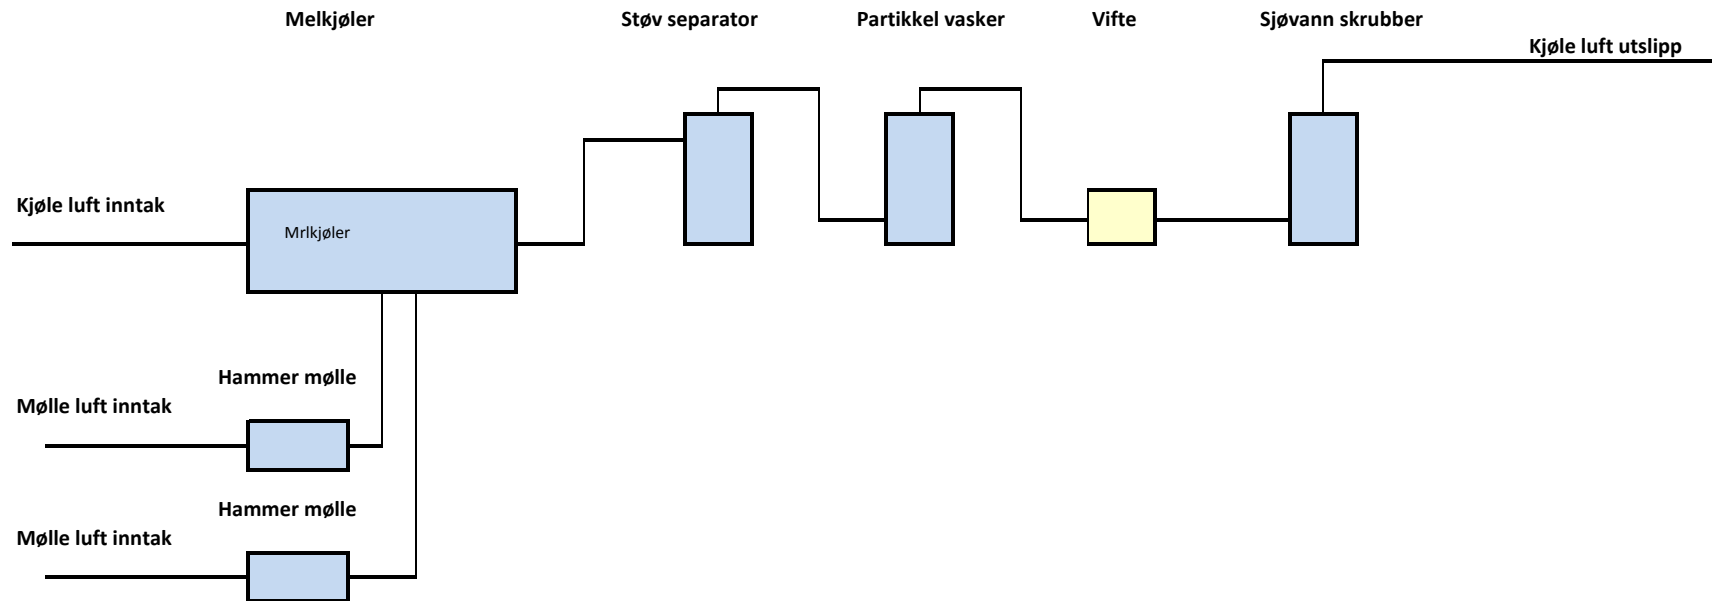 Melkjøler
Støv separator
Partikkel vasker
Vifte
Sjøvann skrubber
Kjøle luft utslipp
Kjøle luft inntak
Mrlkjøler
Hammer mølle
Mølle luft inntak
Hammer mølle
Mølle luft inntak